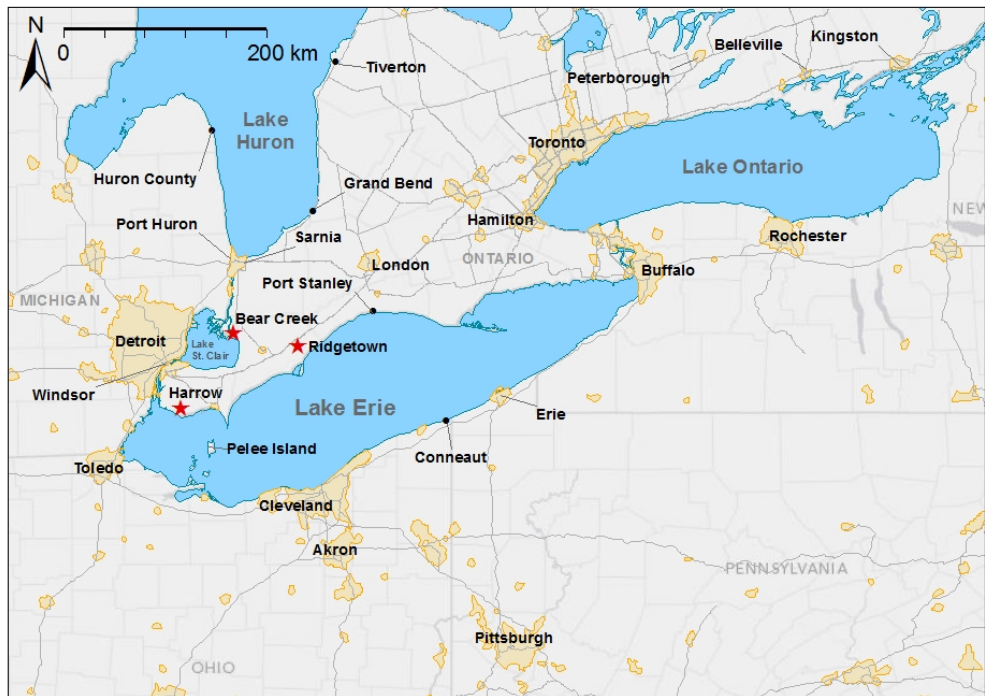 N
0
200 km
Tiverton
Belleville
Kingston
Peterborough
Lake
Huron
Toronto
Lake Ontario
Huron County
Grand Bend
Port Huron
Hamilton
NEW
Sarnia
Rochester
London
ONTARIO
Buffalo
Port Stanley
MICHIGAN
Bear Creek
Detroit
Lake
St. Clair
Ridgetown
Windsor
Harrow
Lake Erie
Erie
Pelee Island
Conneaut
Toledo
Cleveland
Akron
PENNSYLVANIA
Pittsburgh
OHIO